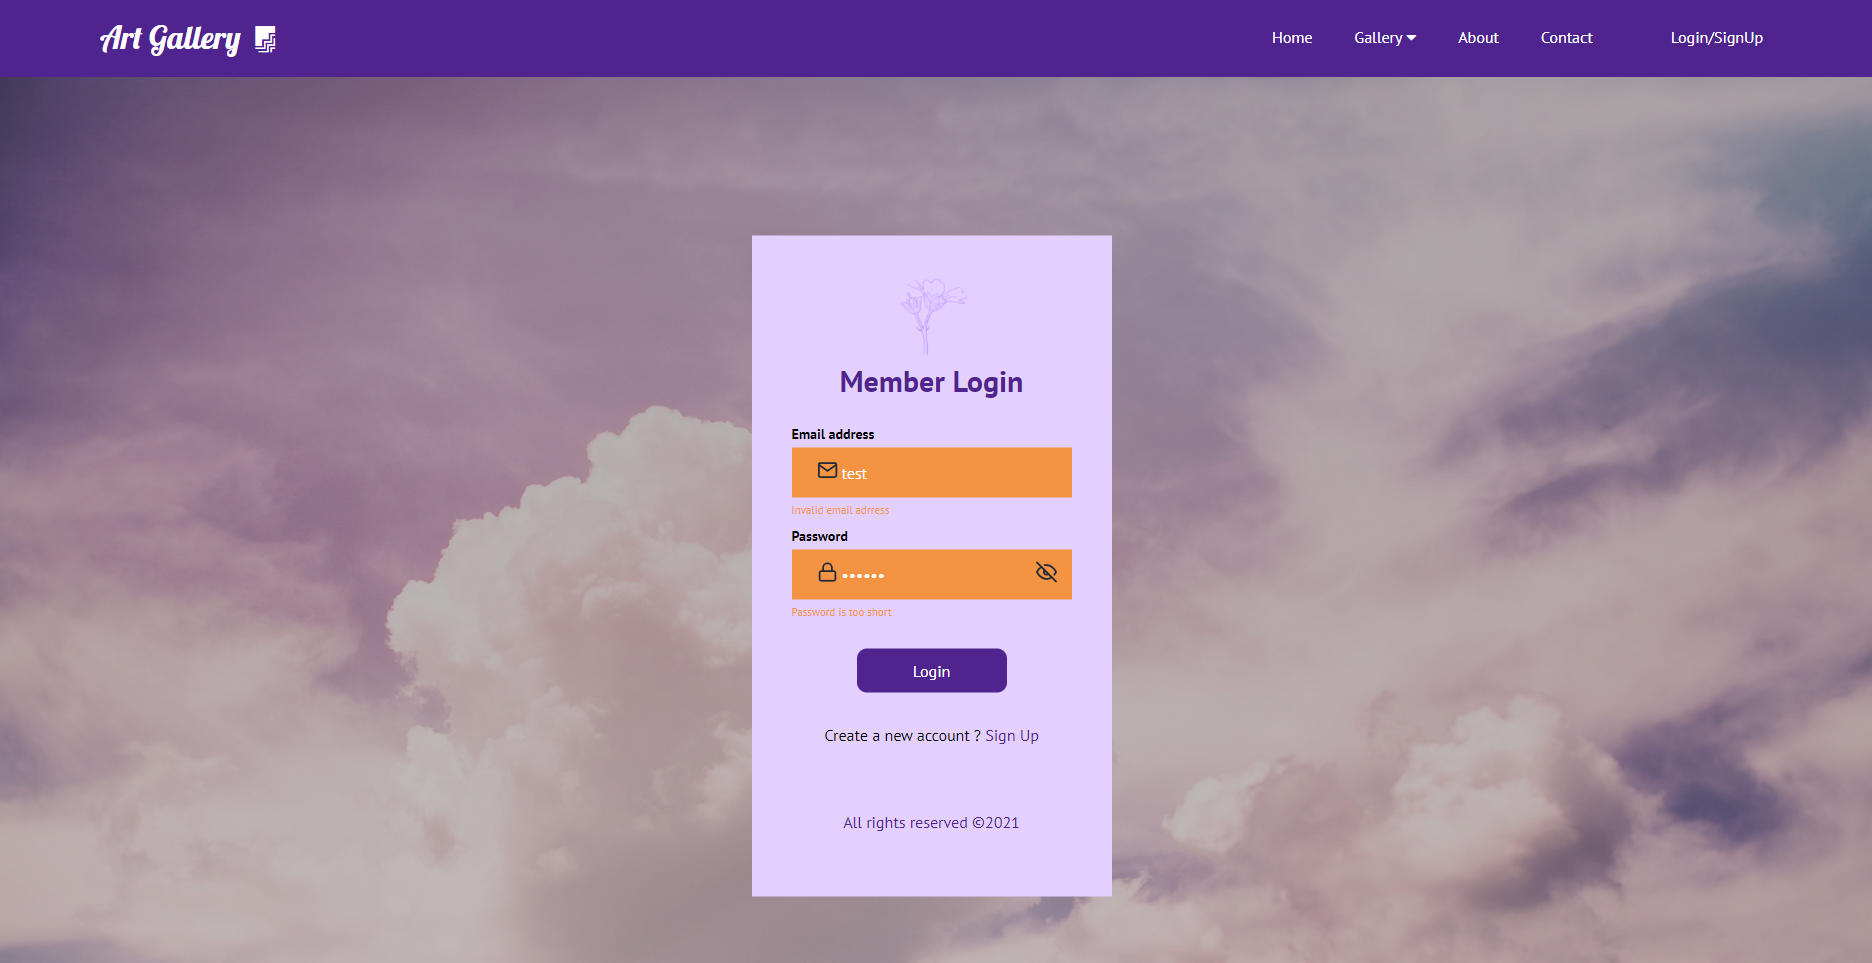 Art Gallery
Home Gallery About Contact Login/SignUp
Member Login
Email address
test
Invalid email adrress
Password
••••••
Password is too short
Login
Create a new account ? Sign Up
All rights reserved ©2021